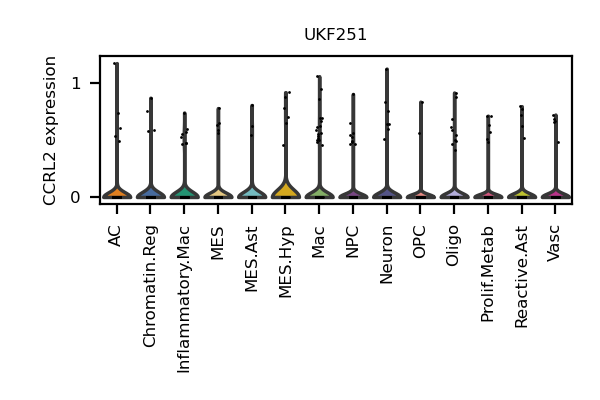 UKF251
CCRL2 expression
1
0
AC
Chromatin.Reg
Inflammatory.Mac
MES
MES.Ast
MES.Hyp
Mac
NPC
Neuron
OPC
Oligo
Prolif.Metab
Reactive.Ast
Vasc